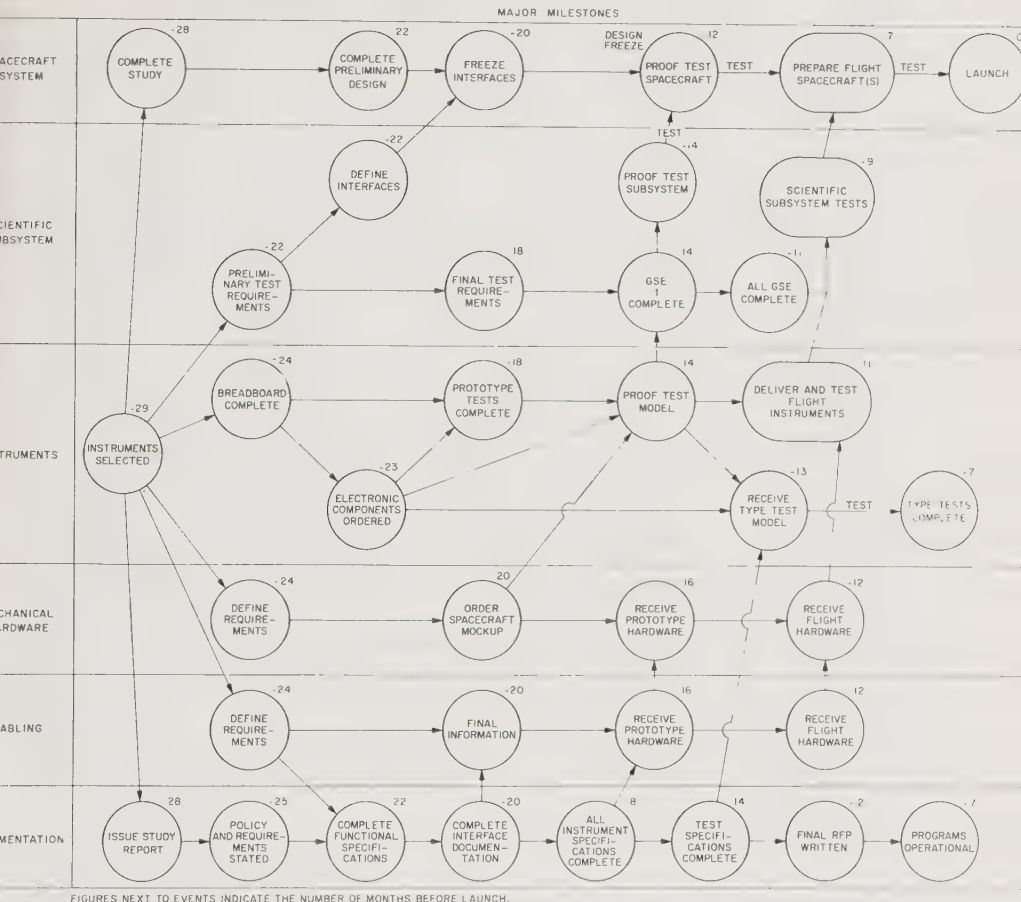 MAJOR MILESTONES
ACECRAFT
SYSTEM
-28
COMPLETE
STUDY
22
COMPLETE
PRELIMINARY
DESIGN
-20
FREEZE
INTERFACES
DESIGN
FREEZE
12
PROOF TEST
SPACECRAFT
TEST
7
PREPARE FLIGHT
SPACECRAFT(S)
TEST
0
LAUNCH
CIENTIFIC
UBSYSTEM
-22
DEFINE
INTERFACES
TEST
-14
PROOF TEST
SUBSYSTEM
-9
SCIENTIFIC
SUBSYSTEM TESTS
-22
PRELIMI-
NARY TEST
REQUIRE-
MENTS
18
FINAL TEST
REQUIRE-
MENTS
14
GSE
1
COMPLETE
-11
ALL GSE
COMPLETE
TRUMENTS
-29
INSTRUMENTS
SELECTED
-24
BREADBOARD
COMPLETE
-18
PROTOTYPE
TESTS
COMPLETE
14
PROOF TEST
MODEL
11
DELIVER AND TEST
FLIGHT
INSTRUMENTS
-23
ELECTRONIC
COMPONENTS
ORDERED
-13
RECEIVE
TYPE TEST
MODEL
TEST
-7
TYPE TESTS
COMPLETE
CHANICAL
RDWARE
-24
DEFINE
REQUIRE-
MENTS
20
ORDER
SPACECRAFT
MOCKUP
16
RECEIVE
PROTOTYPE
HARDWARE
-12
RECEIVE
FLIGHT
HARDWARE
ABLING
-24
DEFINE
REQUIRE-
MENTS
-20
FINAL
INFORMATION
16
RECEIVE
PROTOTYPE
HARDWARE
12
RECEIVE
FLIGHT
HARDWARE
MENTATION
28
ISSUE STUDY
REPORT
-25
POLICY
AND REQUIRE-
MENTS
STATED
22
COMPLETE
FUNCTIONAL
SPECIFI-
CATIONS
-20
COMPLETE
INTERFACE
DOCUMEN-
TATION
8
ALL
INSTRUMENT
SPECIFI-
CATIONS
COMPLETE
14
TEST
SPECIFI-
CATIONS
COMPLETE
-2
FINAL RFP
WRITTEN
-7
PROGRAMS
OPERATIONAL
FIGURES NEXT TO EVENTS INDICATE THE NUMBER OF MONTHS BEFORE LAUNCH.